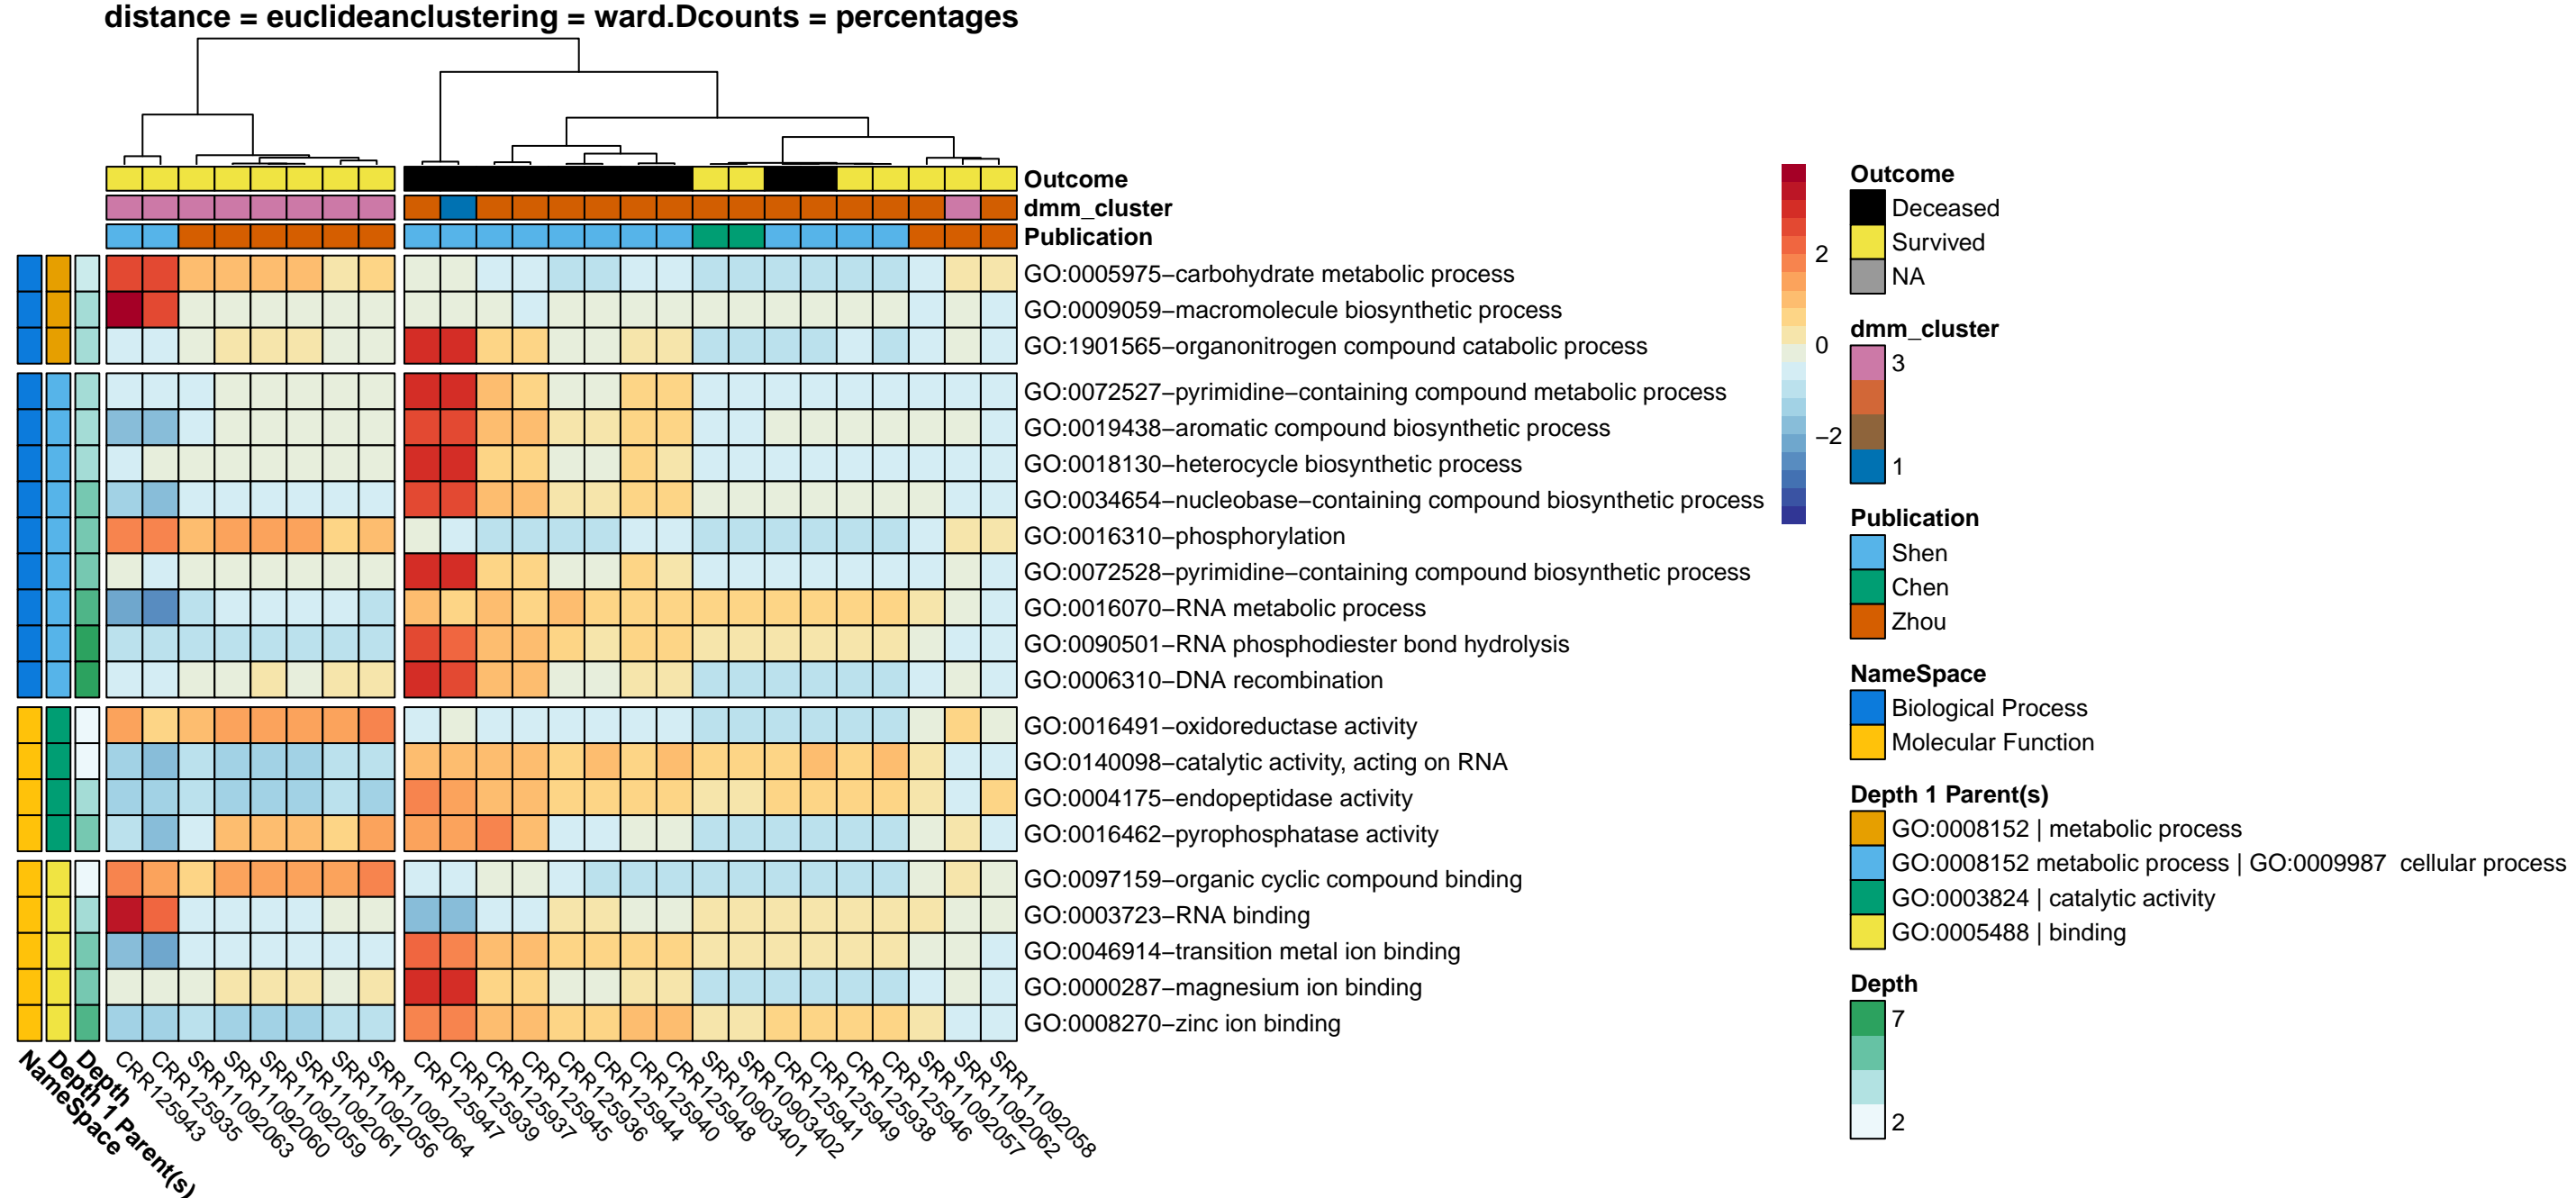 distance = euclideanclustering = ward.Dcounts = percentages
Outcome
dmm_cluster
Publication
GO:0005975−carbohydrate metabolic process
GO:0009059−macromolecule biosynthetic process
GO:1901565−organonitrogen compound catabolic process
GO:0072527−pyrimidine−containing compound metabolic process
GO:0019438−aromatic compound biosynthetic process
GO:0018130−heterocycle biosynthetic process
GO:0034654−nucleobase−containing compound biosynthetic process
GO:0016310−phosphorylation
GO:0072528−pyrimidine−containing compound biosynthetic process
GO:0016070−RNA metabolic process
GO:0090501−RNA phosphodiester bond hydrolysis
GO:0006310−DNA recombination
GO:0016491−oxidoreductase activity
GO:0140098−catalytic activity, acting on RNA
GO:0004175−endopeptidase activity
GO:0016462−pyrophosphatase activity
GO:0097159−organic cyclic compound binding
GO:0003723−RNA binding
GO:0046914−transition metal ion binding
GO:0000287−magnesium ion binding
GO:0008270−zinc ion binding
NameSpace
Depth 1 Parent(s)
Depth
CRR125943
CRR125935
SRR11092063
SRR11092060
SRR11092059
SRR11092061
SRR11092056
SRR11092064
CRR125947
CRR125939
CRR125937
CRR125945
CRR125936
CRR125944
CRR125940
CRR125948
SRR10903401
SRR10903402
CRR125941
CRR125949
CRR125938
CRR125946
SRR11092057
SRR11092062
SRR11092058
2
0
−2
Outcome
Deceased
Survived
NA
dmm_cluster
3
1
Publication
Shen
Chen
Zhou
NameSpace
Biological Process
Molecular Function
Depth 1 Parent(s)
GO:0008152 | metabolic process
GO:0008152 metabolic process | GO:0009987  cellular process
GO:0003824 | catalytic activity
GO:0005488 | binding
Depth
7
2